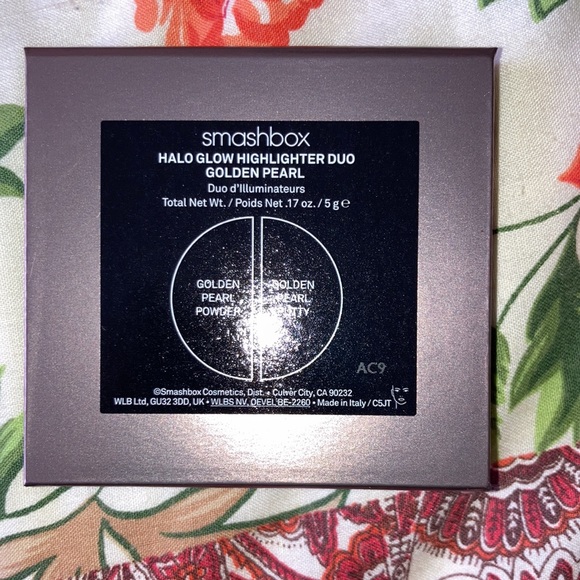 smashbox
HALO GLOW HIGHLIGHTER DUO
GOLDEN PEARL
Duo d'Illuminateurs
Total Net Wt. / Poids Net .17 oz. / 5 g ℮
GOLDEN
PEARL
POWDER
GOLDEN
PEARL
PUTTY
AC9
©Smashbox Cosmetics, Dist. • Culver City, CA 90232
WLB Ltd, GU32 3DD, UK • WLBS NV, OEVEL BE-2260 • Made in Italy / C5JT